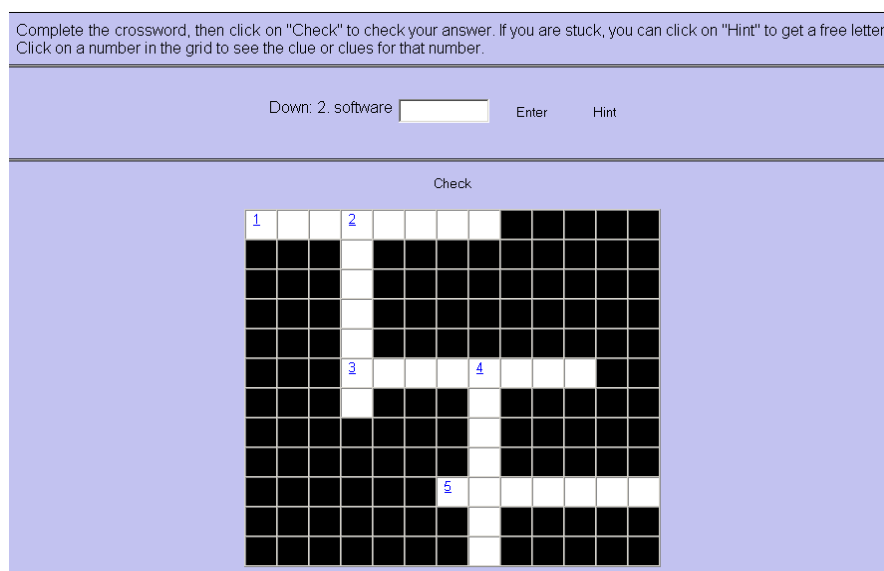 Complete the crossword, then click on "Check" to check your answer. If you are stuck, you can click on "Hint" to get a free letter
Click on a number in the grid to see the clue or clues for that number.
Down: 2. software Enter Hint
Check
1 2
3 4
5